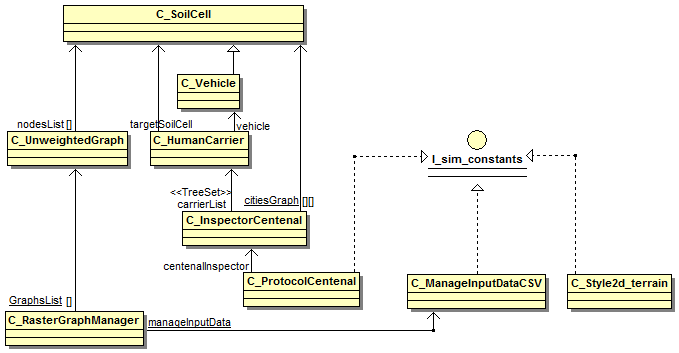 C_SoilCell
C_Vehicle
nodesList []
targetSoilCell
vehicle
C_UnweightedGraph
C_HumanCarrier
I_sim_constants
<<TreeSet>>
carrierList
citiesGraph [][]
C_InspectorCentenal
centenalInspector
C_ProtocolCentenal
C_ManageInputDataCSV
C_Style2d_terrain
GraphsList []
C_RasterGraphManager
manageInputData